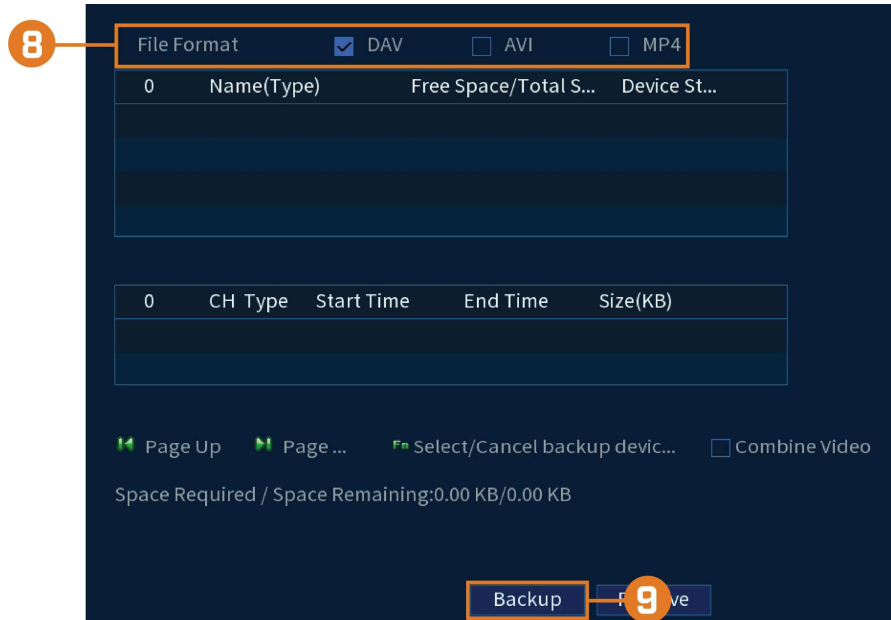 8 File Format DAV AVI MP4
0 Name(Type) Free Space/Total S... Device St...
0 CH Type Start Time End Time Size(KB)
Page Up Page ... Fn Select/Cancel backup devic... Combine Video
Space Required / Space Remaining:0.00 KB/0.00 KB
Backup 9